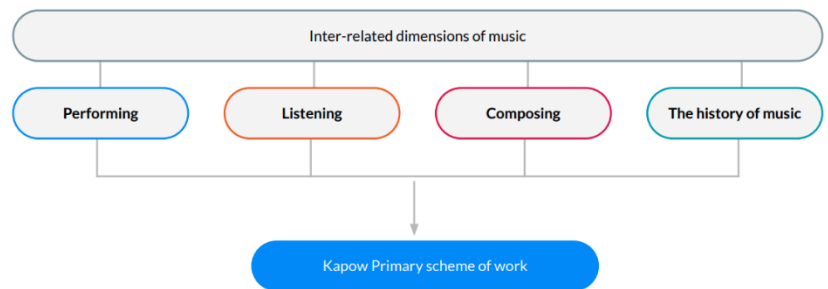 Inter-related dimensions of music
Performing
Listening
Composing
The history of music
Kapow Primary scheme of work